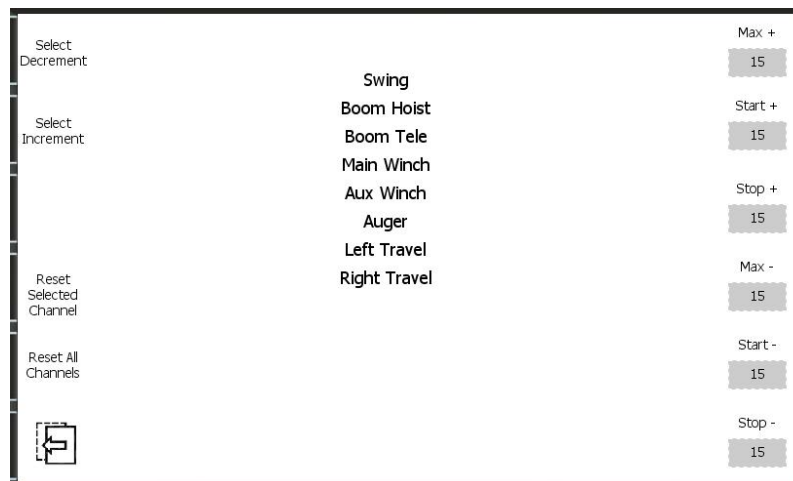 Select
Decrement
Select
Increment
Reset
Selected
Channel
Reset All
Channels
Swing
Boom Hoist
Boom Tele
Main Winch
Aux Winch
Auger
Left Travel
Right Travel
Max +
15
Start +
15
Stop +
15
Max -
15
Start -
15
Stop -
15